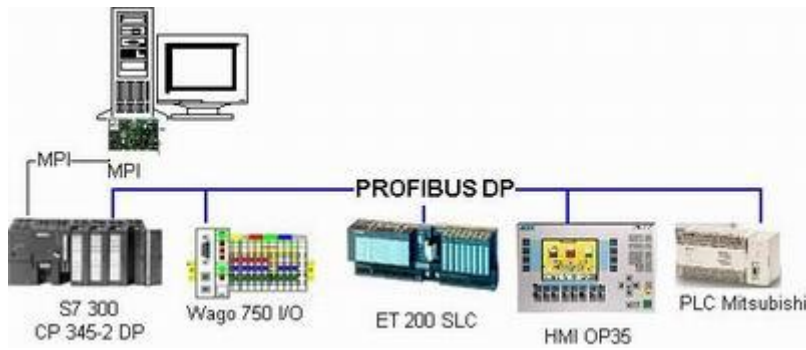 MPI
MPI
PROFIBUS DP
S7 300
CP 345-2 DP
Wago 750 I/O
ET 200 SLC
HMI OP35
PLC Mitsubishi